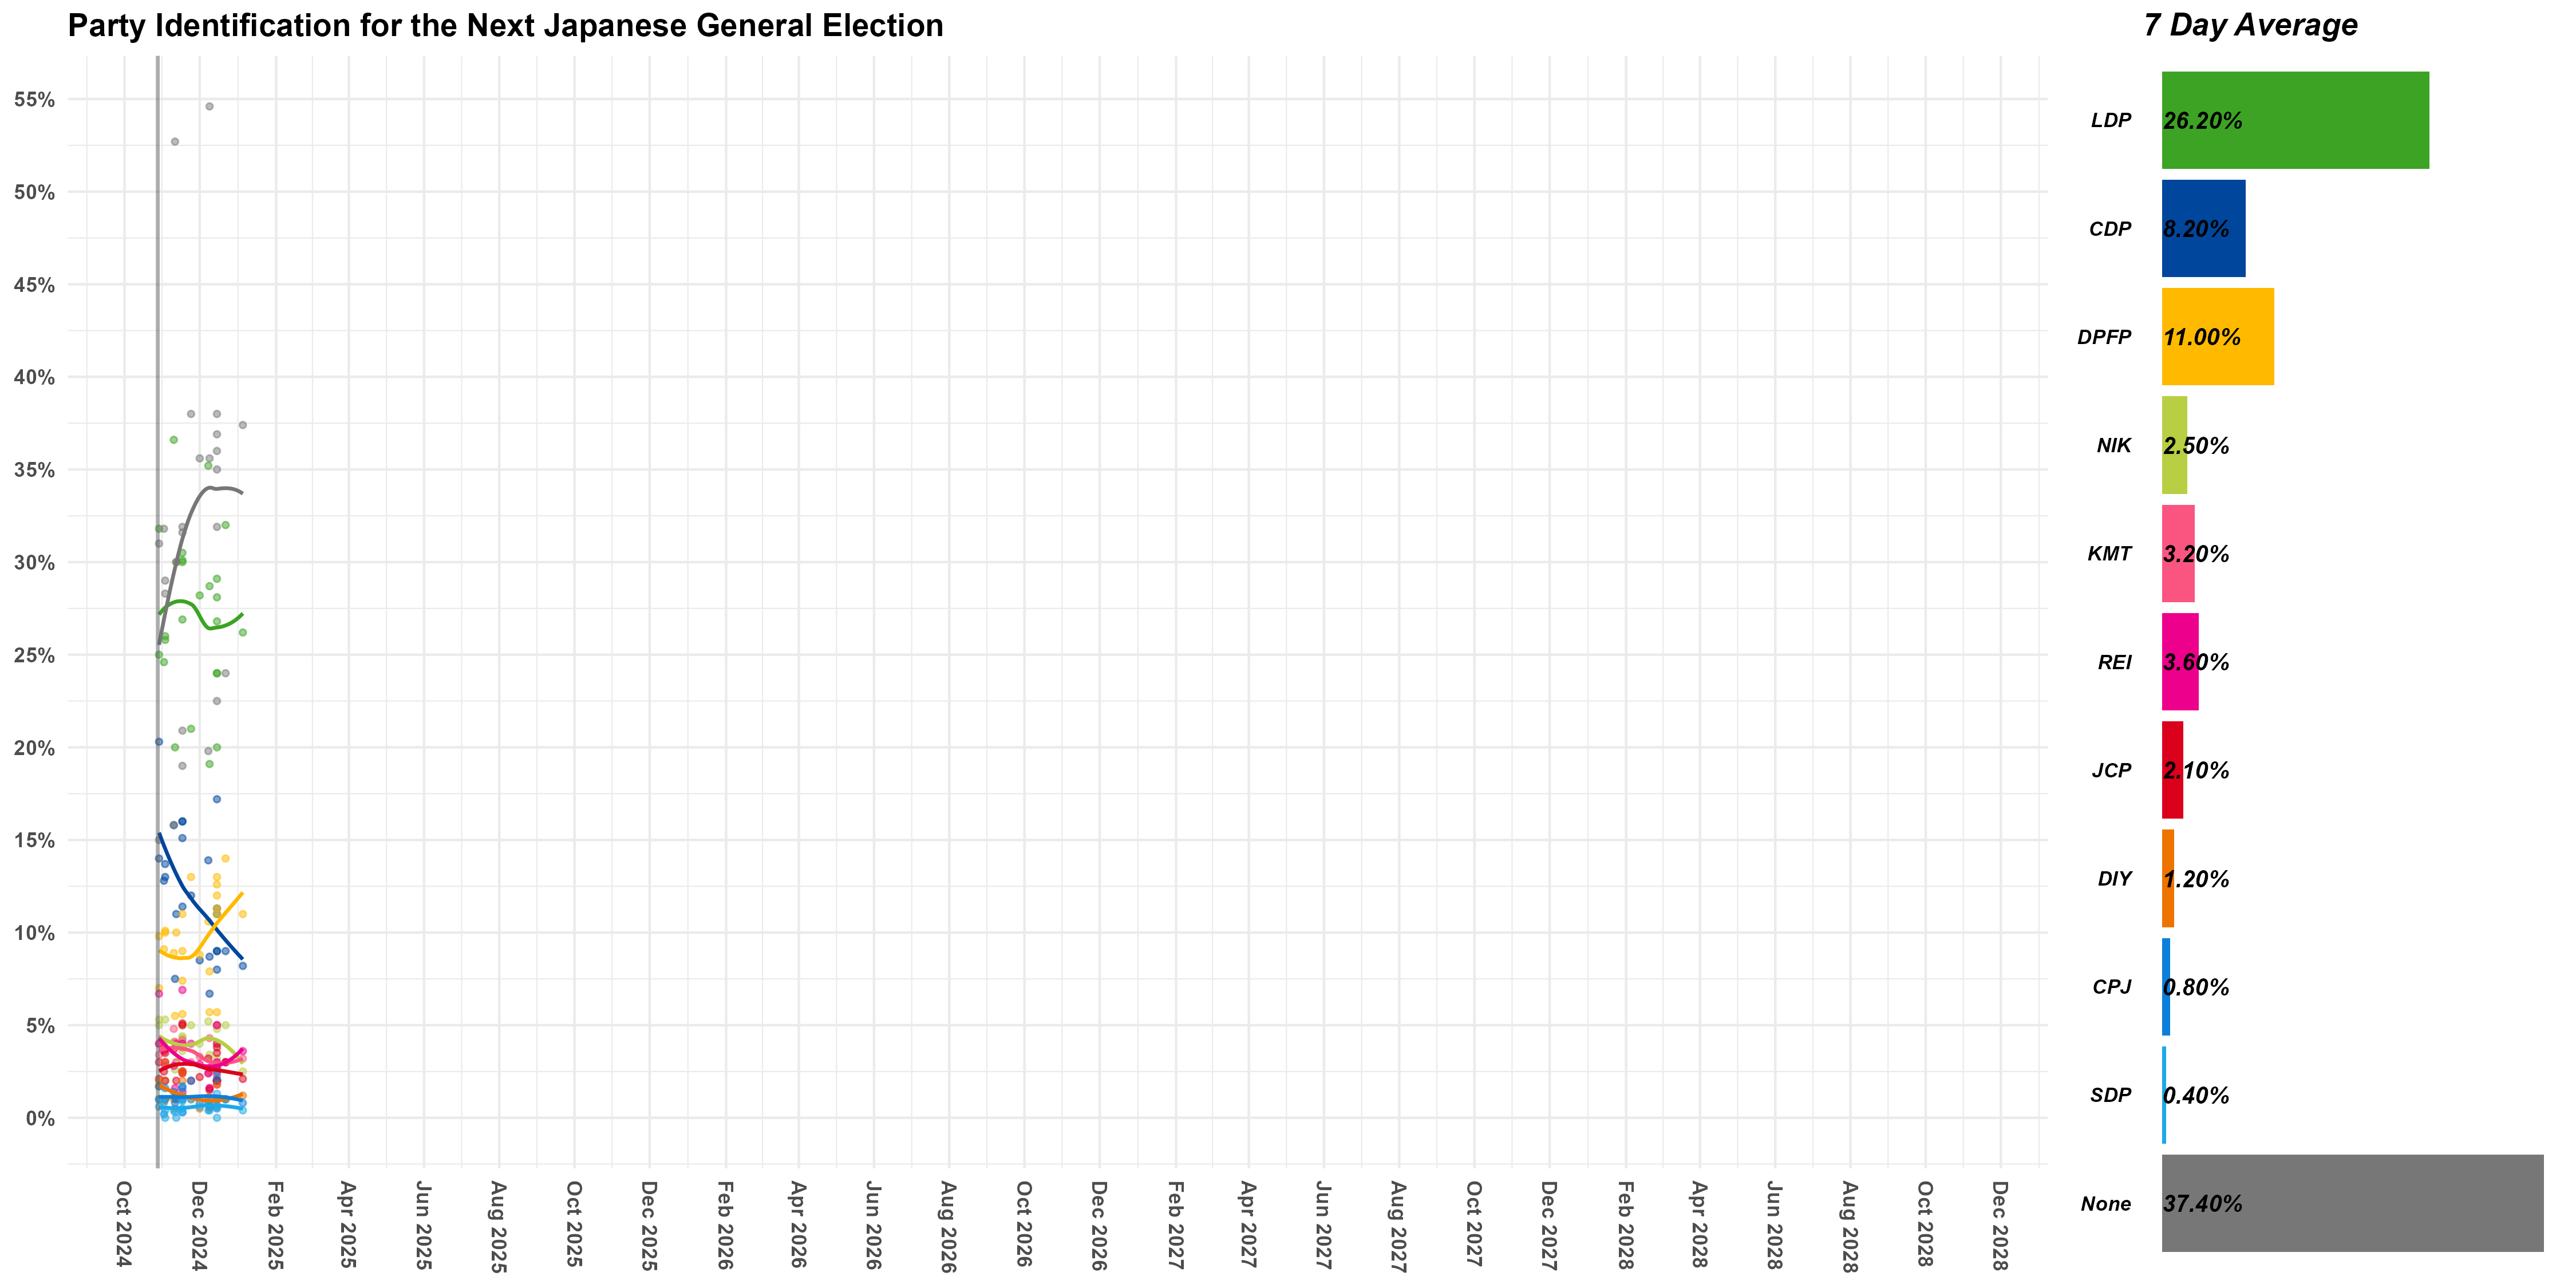 Party Identification for the Next Japanese General Election
7 Day Average
55%
50%
45%
40%
35%
30%
25%
20%
15%
10%
5%
0%
Oct 2024
Dec 2024
Feb 2025
Apr 2025
Jun 2025
Aug 2025
Oct 2025
Dec 2025
Feb 2026
Apr 2026
Jun 2026
Aug 2026
Oct 2026
Dec 2026
Feb 2027
Apr 2027
Jun 2027
Aug 2027
Oct 2027
Dec 2027
Feb 2028
Apr 2028
Jun 2028
Aug 2028
Oct 2028
Dec 2028
LDP 26.20%
CDP 8.20%
DPFP 11.00%
NIK 2.50%
KMT 3.20%
REI 3.60%
JCP 2.10%
DIY 1.20%
CPJ 0.80%
SDP 0.40%
None 37.40%